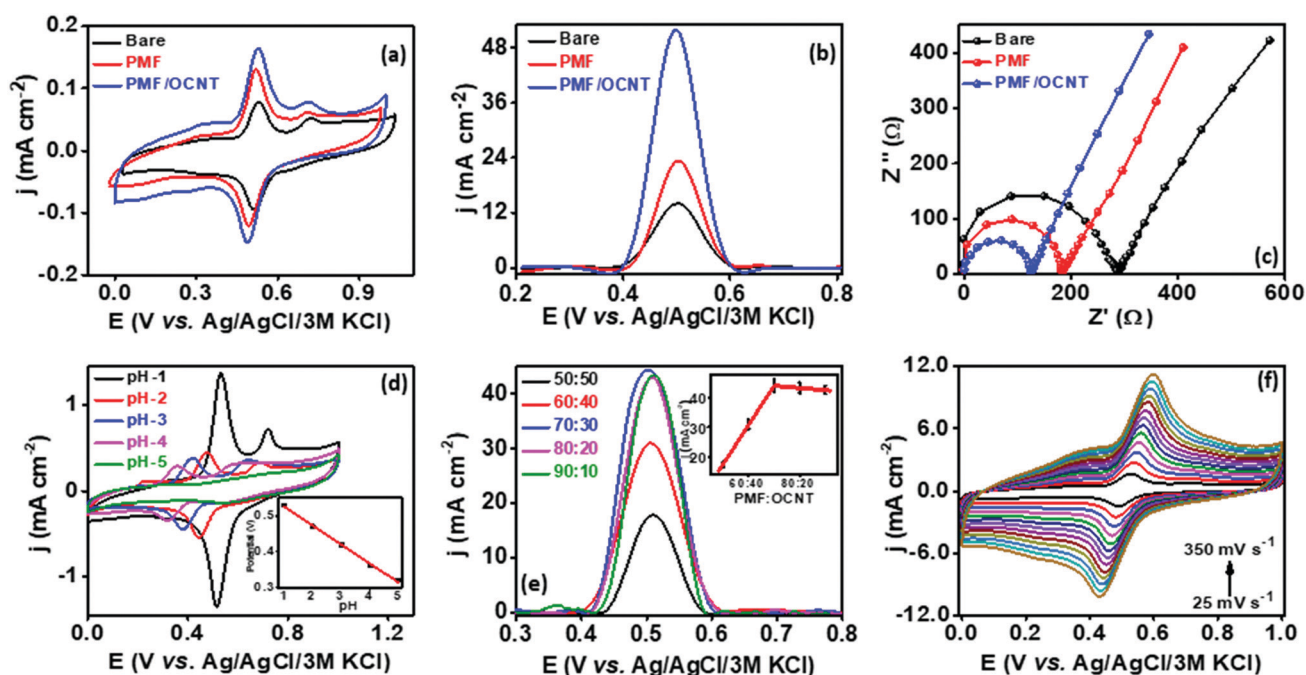 (a)
Bare
PMF
PMF/OCNT
0.2
0.1
0.0
-0.1
-0.2
j (mA cm⁻²)
0.0 0.3 0.6 0.9
E (V vs. Ag/AgCl/3M KCl)
(b)
Bare
PMF
PMF/OCNT
48
36
24
12
0
j (mA cm⁻²)
0.2 0.4 0.6 0.8
E (V vs. Ag/AgCl/3M KCl)
(c)
Bare
PMF
PMF/OCNT
400
300
200
100
0
Z'' (Ω)
0 200 400 600
Z' (Ω)
(d)
pH-1
pH-2
pH-3
pH-4
pH-5
1
0
-1
j (mA cm⁻²)
0.0 0.4 0.8 1.2
E (V vs. Ag/AgCl/3M KCl)
Potential (V)
0.5
0.4
0.3
1 2 3 4 5
pH
(e)
50:50
60:40
70:30
80:20
90:10
40
30
20
10
0
j (mA cm⁻²)
0.3 0.4 0.5 0.6 0.7 0.8
E (V vs. Ag/AgCl/3M KCl)
40
30
20
(mA cm⁻²)
60:40 80:20
PMF:OCNT
(f)
12.0
6.0
0.0
-6.0
-12.0
j (mA cm⁻²)
350 mV s⁻¹
25 mV s⁻¹
0.0 0.2 0.4 0.6 0.8 1.0
E (V vs. Ag/AgCl/3M KCl)